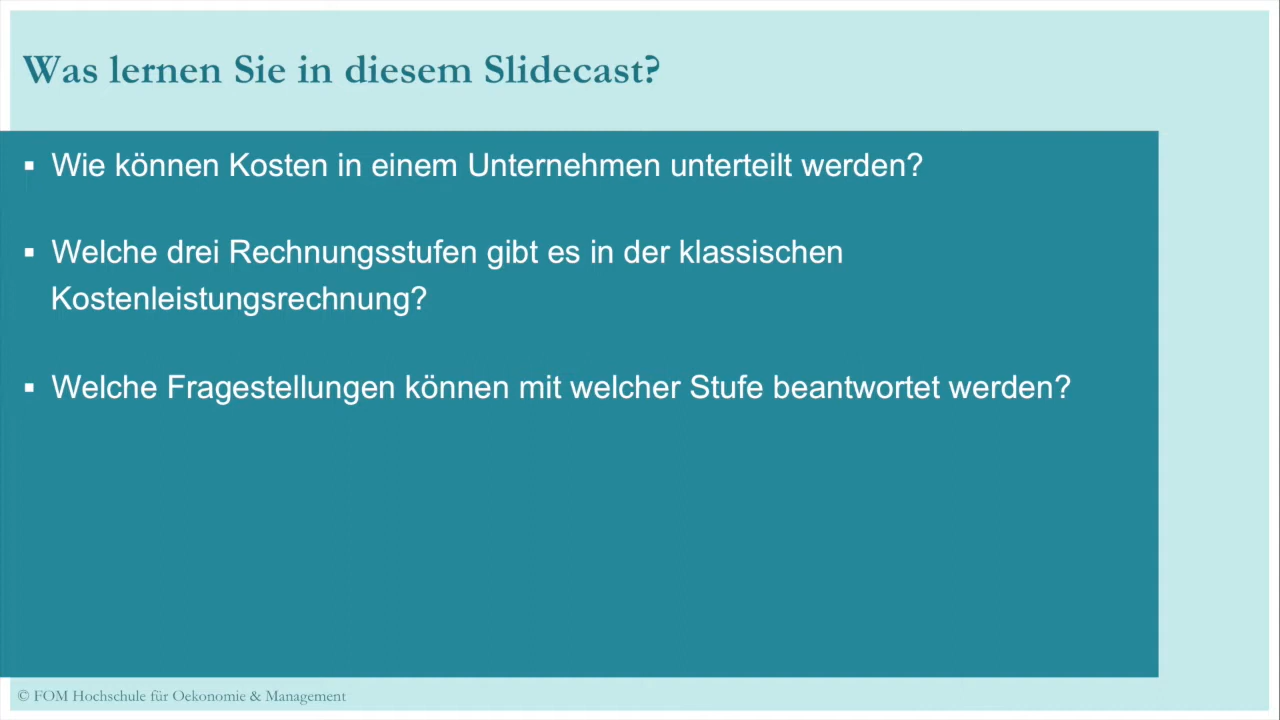 Was lernen Sie in diesem Slidecast?
▪ Wie können Kosten in einem Unternehmen unterteilt werden?
▪ Welche drei Rechnungsstufen gibt es in der klassischen
Kostenleistungsrechnung?
▪ Welche Fragestellungen können mit welcher Stufe beantwortet werden?
© FOM Hochschule für Oekonomie & Management